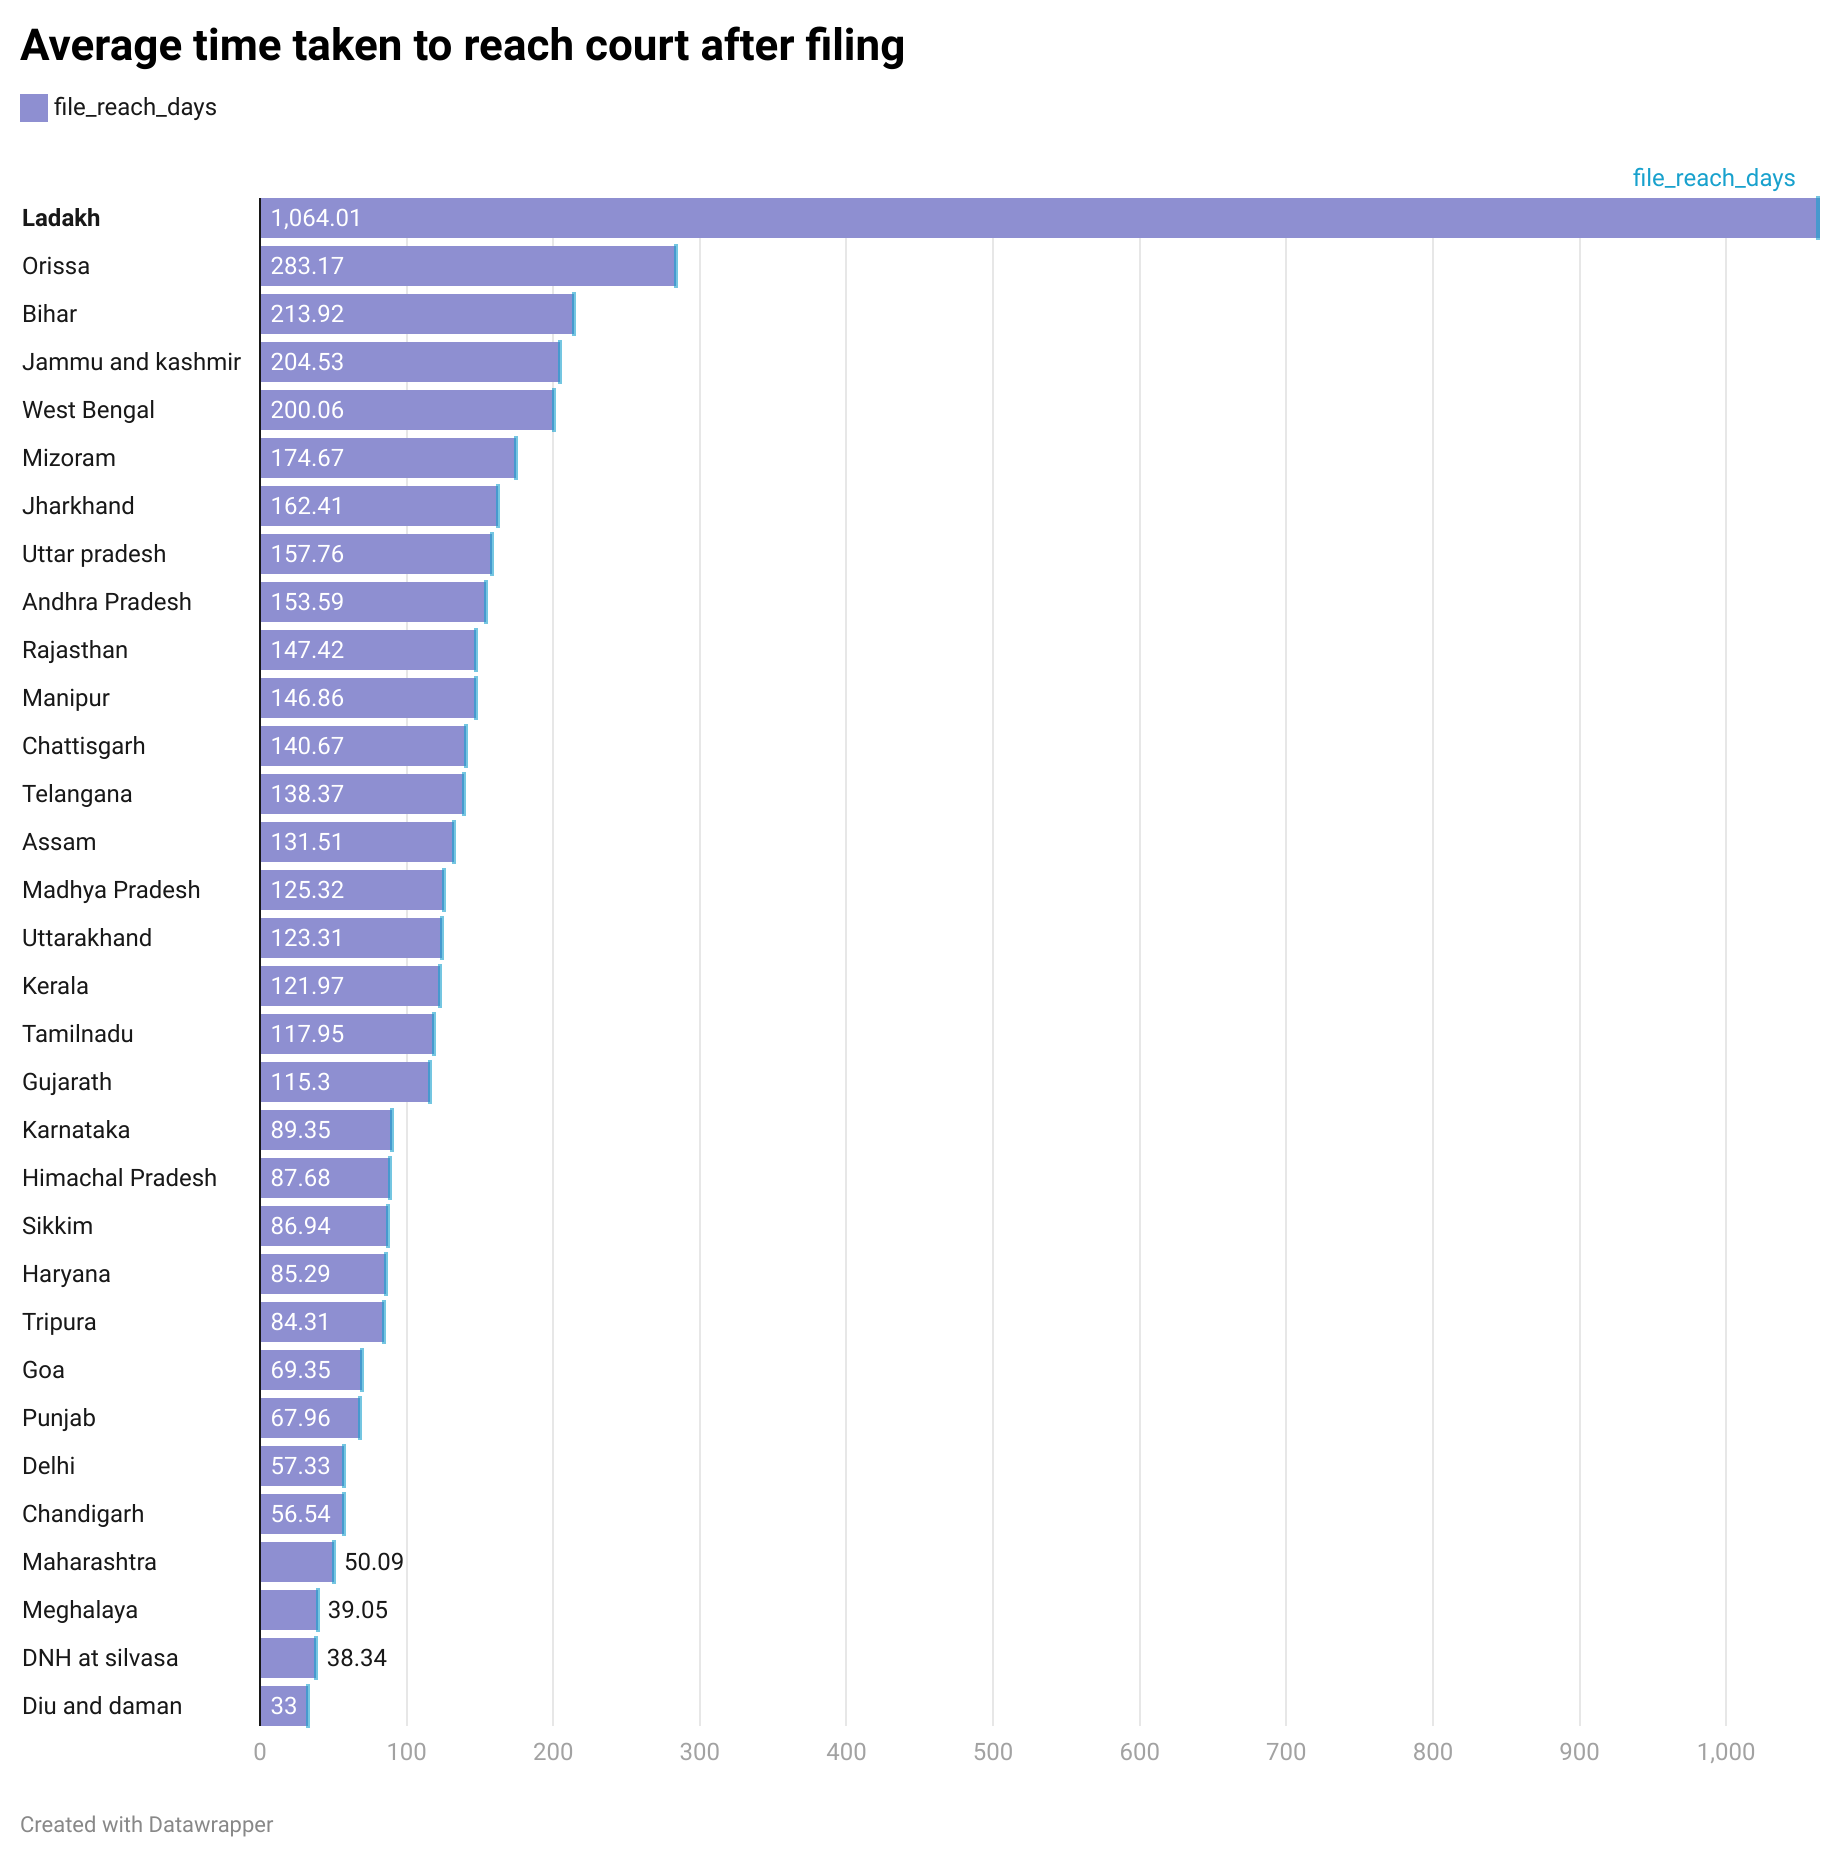 Average time taken to reach court after filing
file_reach_days
file_reach_days
Ladakh 1,064.01
Orissa 283.17
Bihar 213.92
Jammu and kashmir 204.53
West Bengal 200.06
Mizoram 174.67
Jharkhand 162.41
Uttar pradesh 157.76
Andhra Pradesh 153.59
Rajasthan 147.42
Manipur 146.86
Chattisgarh 140.67
Telangana 138.37
Assam 131.51
Madhya Pradesh 125.32
Uttarakhand 123.31
Kerala 121.97
Tamilnadu 117.95
Gujarath 115.3
Karnataka 89.35
Himachal Pradesh 87.68
Sikkim 86.94
Haryana 85.29
Tripura 84.31
Goa 69.35
Punjab 67.96
Delhi 57.33
Chandigarh 56.54
Maharashtra 50.09
Meghalaya 39.05
DNH at silvasa 38.34
Diu and daman 33
0 100 200 300 400 500 600 700 800 900 1,000
Created with Datawrapper